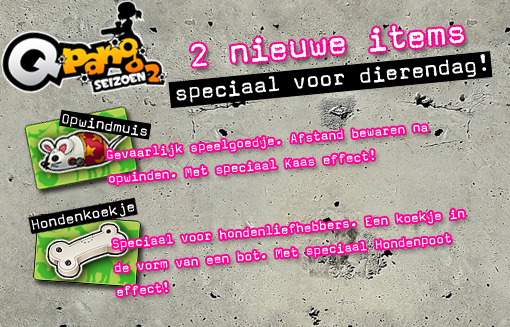 Q-Pang
SEIZOEN 2
2 nieuwe items
speciaal voor dierendag!
Opwindmuis
Gevaarlijk speelgoedje. Afstand bewaren na
opwinden. Met speciaal Kaas effect!
Hondenkoekje
Speciaal voor hondenliefhebbers. Een koekje in
de vorm van een bot. Met speciaal Hondenpoot
effect!